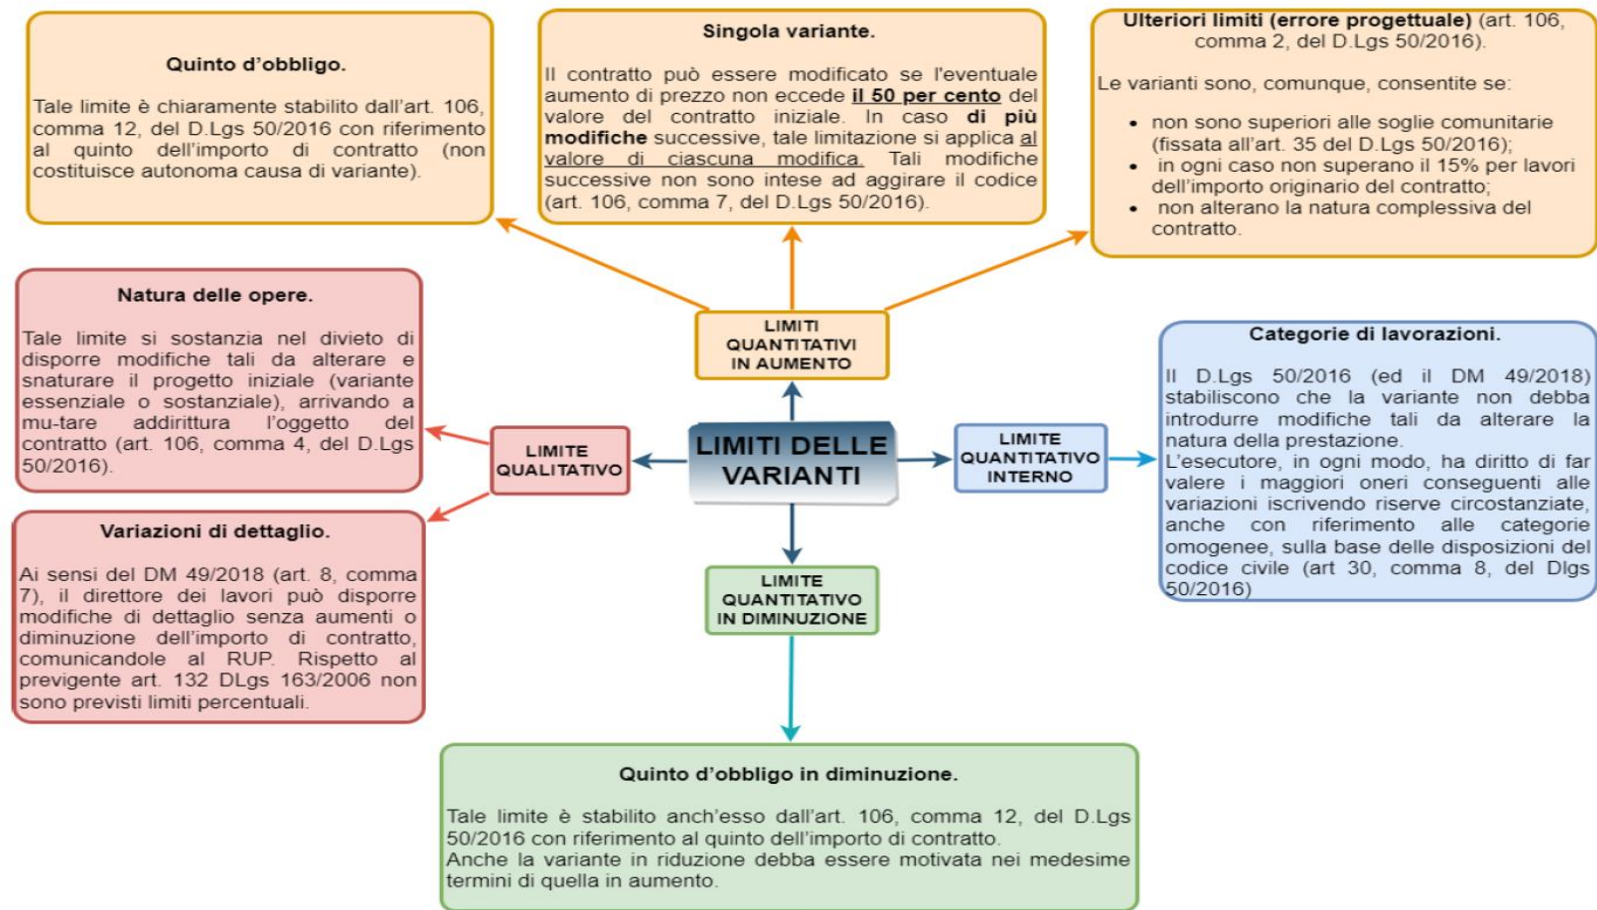 Quinto d'obbligo.
Tale limite è chiaramente stabilito dall'art. 106,
comma 12, del D.Lgs 50/2016 con riferimento
al quinto dell'importo di contratto (non
costituisce autonoma causa di variante).
Singola variante.
Il contratto può essere modificato se l'eventuale
aumento di prezzo non eccede il 50 per cento del
valore del contratto iniziale. In caso di più
modifiche successive, tale limitazione si applica al
valore di ciascuna modifica. Tali modifiche
successive non sono intese ad aggirare il codice
(art. 106, comma 7, del D.Lgs 50/2016).
Ulteriori limiti (errore progettuale) (art. 106,
comma 2, del D.Lgs 50/2016).
Le varianti sono, comunque, consentite se:
• non sono superiori alle soglie comunitarie
(fissata all'art. 35 del D.Lgs 50/2016);
• in ogni caso non superano il 15% per lavori
dell'importo originario del contratto;
• non alterano la natura complessiva del
contratto.
LIMITI
QUANTITATIVI
IN AUMENTO
Natura delle opere.
Tale limite si sostanzia nel divieto di
disporre modifiche tali da alterare e
snaturare il progetto iniziale (variante
essenziale o sostanziale), arrivando a
mu-tare addirittura l'oggetto del
contratto (art. 106, comma 4, del D.Lgs
50/2016).
LIMITE
QUALITATIVO
LIMITI DELLE
VARIANTI
LIMITE
QUANTITATIVO
INTERNO
Categorie di lavorazioni.
Il D.Lgs 50/2016 (ed il DM 49/2018)
stabiliscono che la variante non debba
introdurre modifiche tali da alterare la
natura della prestazione.
L'esecutore, in ogni modo, ha diritto di far
valere i maggiori oneri conseguenti alle
variazioni iscrivendo riserve circostanziate,
anche con riferimento alle categorie
omogenee, sulla base delle disposizioni del
codice civile (art 30, comma 8, del Dlgs
50/2016)
Variazioni di dettaglio.
Ai sensi del DM 49/2018 (art. 8, comma
7), il direttore dei lavori può disporre
modifiche di dettaglio senza aumenti o
diminuzione dell'importo di contratto,
comunicandole al RUP. Rispetto al
previgente art. 132 DLgs 163/2006 non
sono previsti limiti percentuali.
LIMITE
QUANTITATIVO
IN DIMINUZIONE
Quinto d'obbligo in diminuzione.
Tale limite è stabilito anch'esso dall'art. 106, comma 12, del D.Lgs
50/2016 con riferimento al quinto dell'importo di contratto.
Anche la variante in riduzione debba essere motivata nei medesime
termini di quella in aumento.